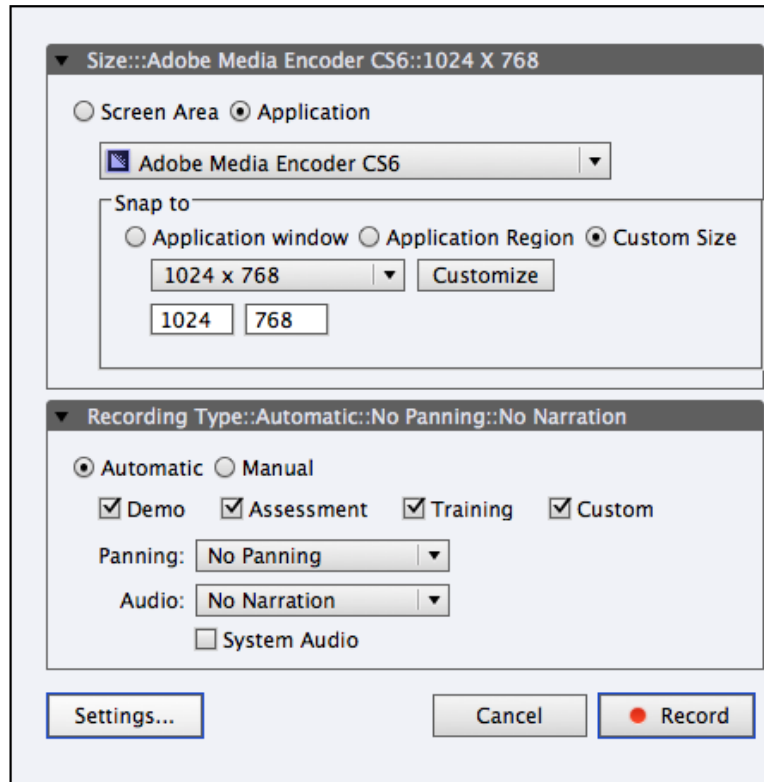 Size:::Adobe Media Encoder CS6::1024 X 768
Screen Area Application
Adobe Media Encoder CS6
Snap to
Application window Application Region Custom Size
1024 x 768 Customize
1024 768
Recording Type::Automatic::No Panning::No Narration
Automatic Manual
Demo Assessment Training Custom
Panning: No Panning
Audio: No Narration
System Audio
Settings... Cancel Record